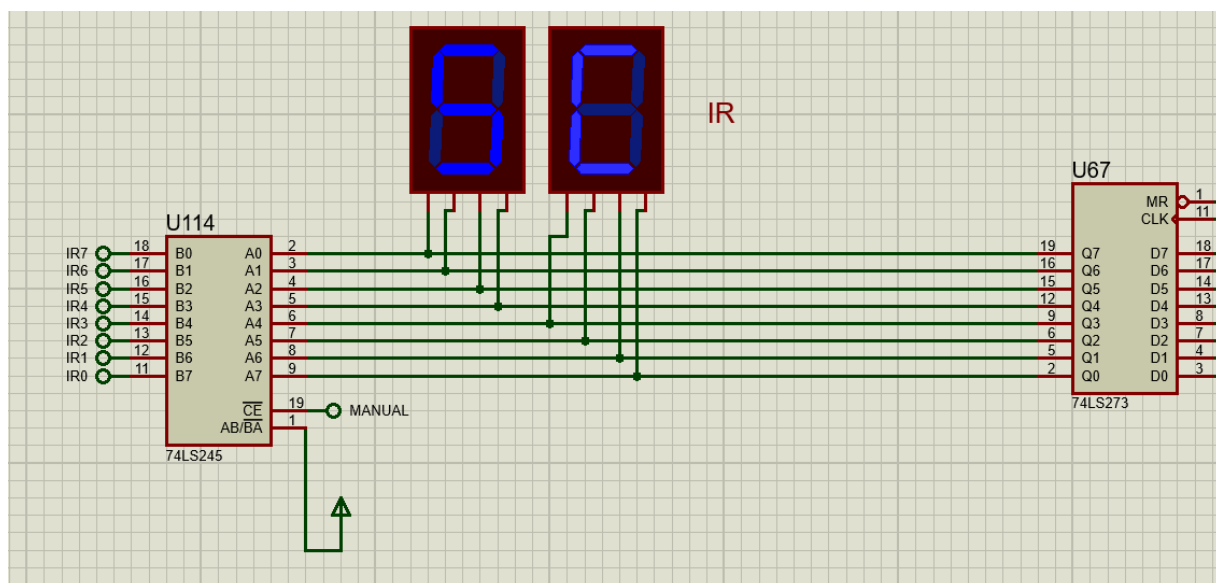 5C
IR
U114
IR7 18 B0 A0 2
IR6 17 B1 A1 3
IR5 16 B2 A2 4
IR4 15 B3 A3 5
IR3 14 B4 A4 6
IR2 13 B5 A5 7
IR1 12 B6 A6 8
IR0 11 B7 A7 9
CE 19 MANUAL
AB/BA 1
74LS245
U67
MR 1
CLK 11
19 Q7 D7 18
16 Q6 D6 17
15 Q5 D5 14
12 Q4 D4 13
9 Q3 D3 8
6 Q2 D2 7
5 Q1 D1 4
2 Q0 D0 3
74LS273